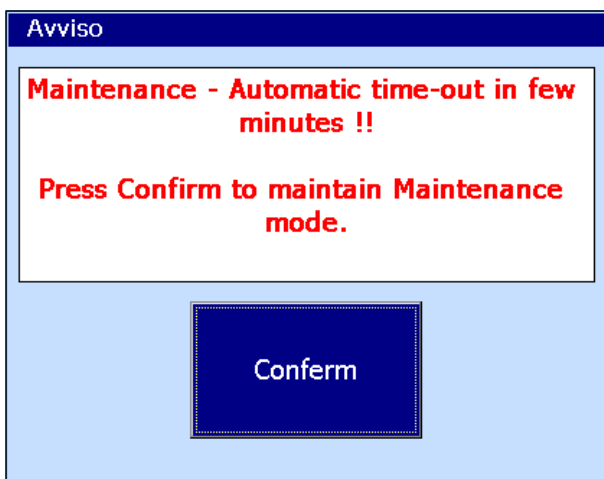 Avviso
Maintenance - Automatic time-out in few
minutes !!
Press Confirm to maintain Maintenance
mode.
Conferm